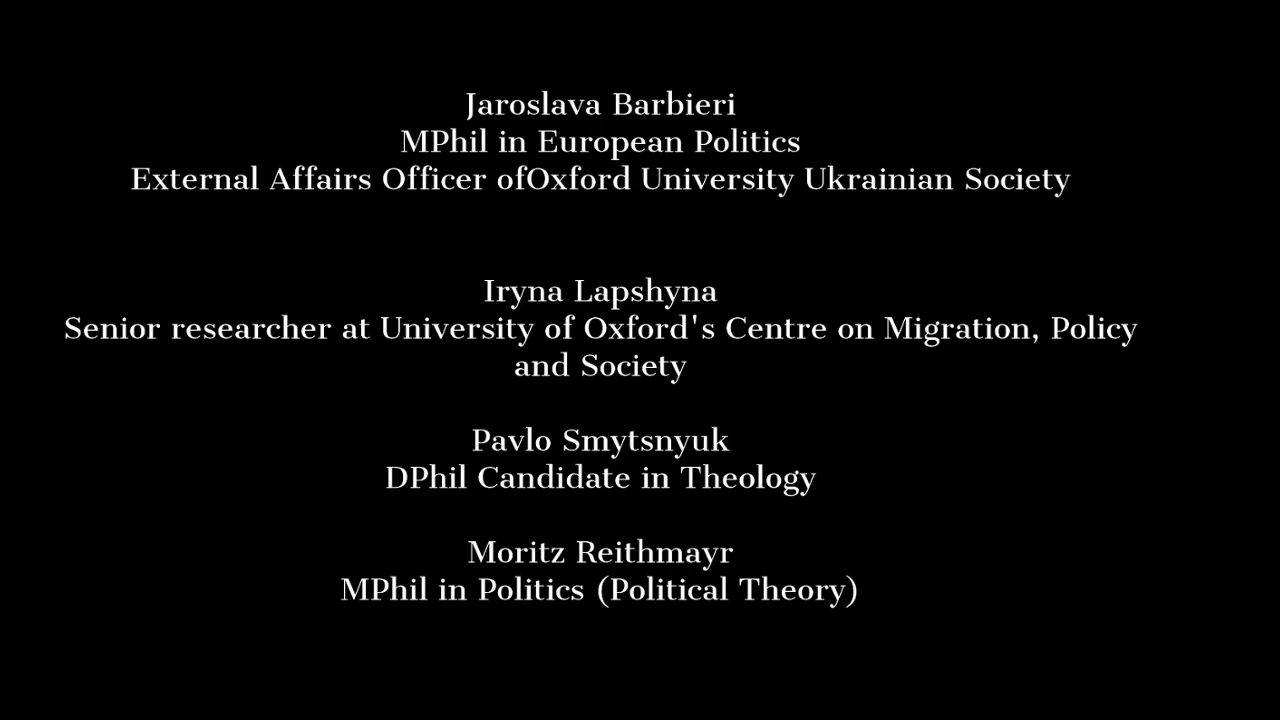 Jaroslava Barbieri
MPhil in European Politics
External Affairs Officer ofOxford University Ukrainian Society
Iryna Lapshyna
Senior researcher at University of Oxford's Centre on Migration, Policy
and Society
Pavlo Smytsnyuk
DPhil Candidate in Theology
Moritz Reithmayr
MPhil in Politics (Political Theory)